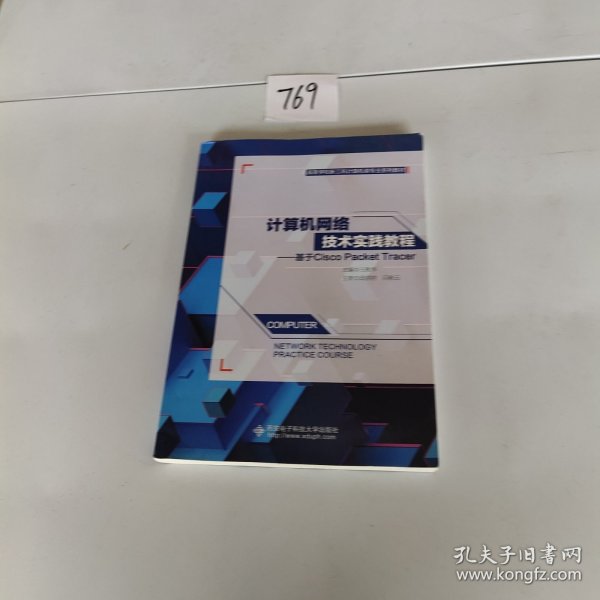 769
计算机网络
技术实践教程
基于Cisco Packet Tracer
COMPUTER
NETWORK TECHNOLOGY
PRACTICE COURSE
西安电子科技大学出版社
http://www.xduph.com
孔夫子旧书网
www.kongfz.com